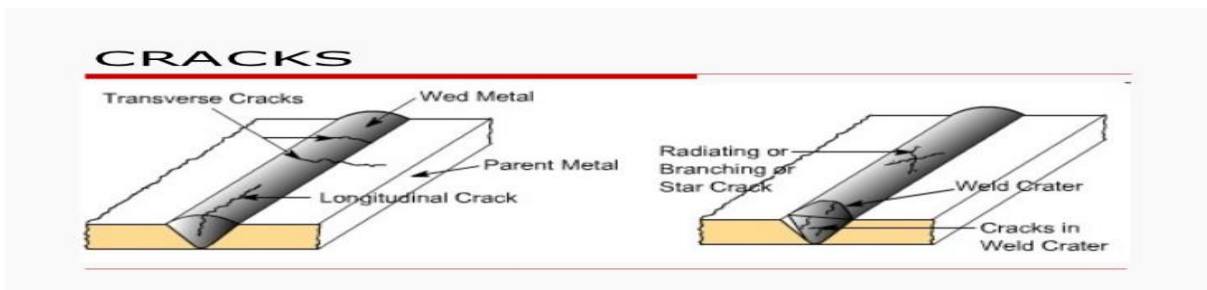 CRACKS
Transverse Cracks
Wed Metal
Parent Metal
Longitudinal Crack
Radiating or
Branching or
Star Crack
Weld Crater
Cracks in
Weld Crater